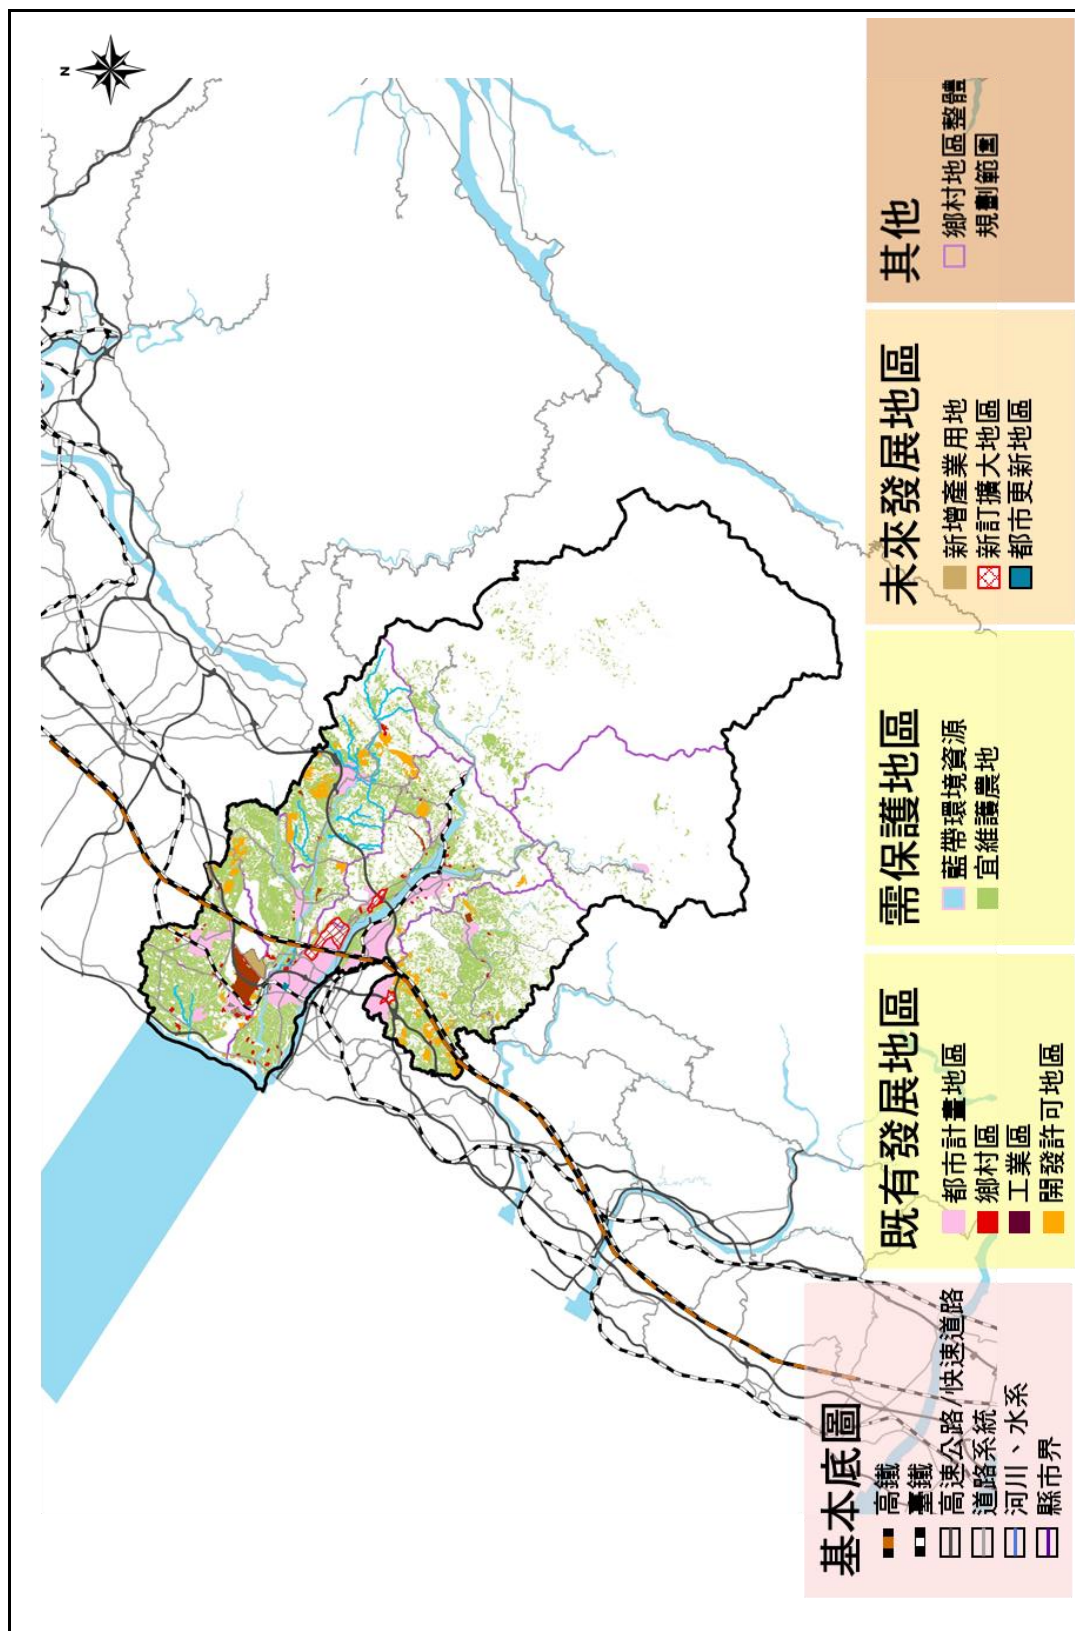 N
基本底圖
高鐵
臺鐵
高速公路/快速道路
道路系統
河川、水系
縣市界
既有發展地區
都市計畫地區
鄉村區
工業區
開發許可地區
需保護地區
藍帶環境資源
宜維護農地
未來發展地區
新增產業用地
新訂擴大地區
都市更新地區
其他
鄉村地區整體
規劃範圍